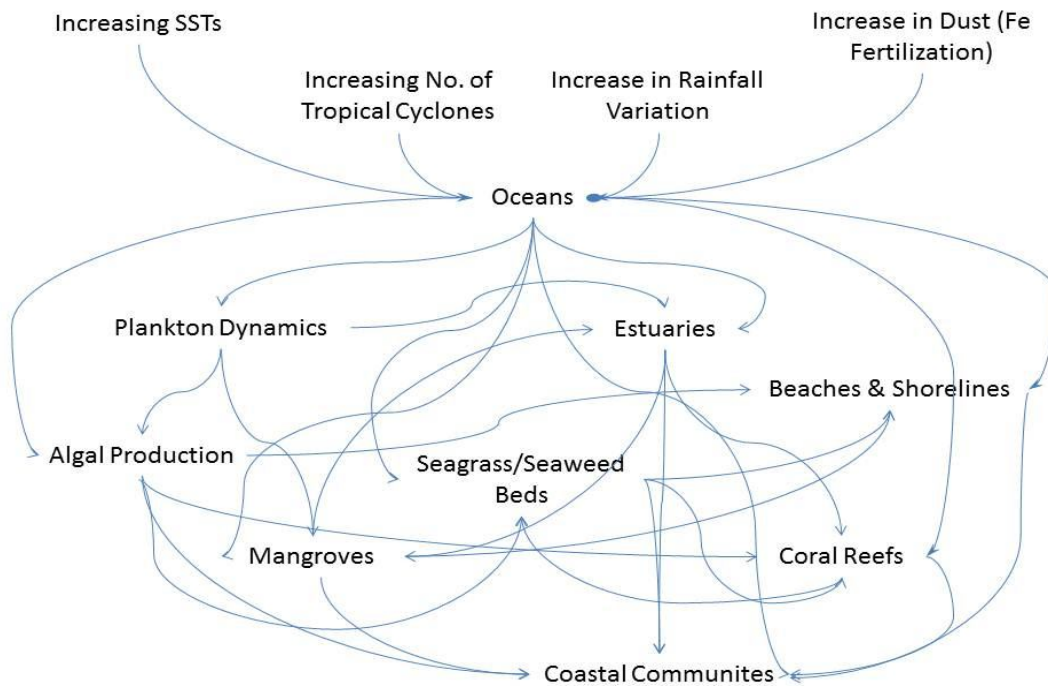 Increasing SSTs
Increase in Dust (Fe
Fertilization)
Increasing No. of
Tropical Cyclones
Increase in Rainfall
Variation
Oceans
Plankton Dynamics
Estuaries
Beaches & Shorelines
Algal Production
Seagrass/Seaweed
Beds
Mangroves
Coral Reefs
Coastal Communites